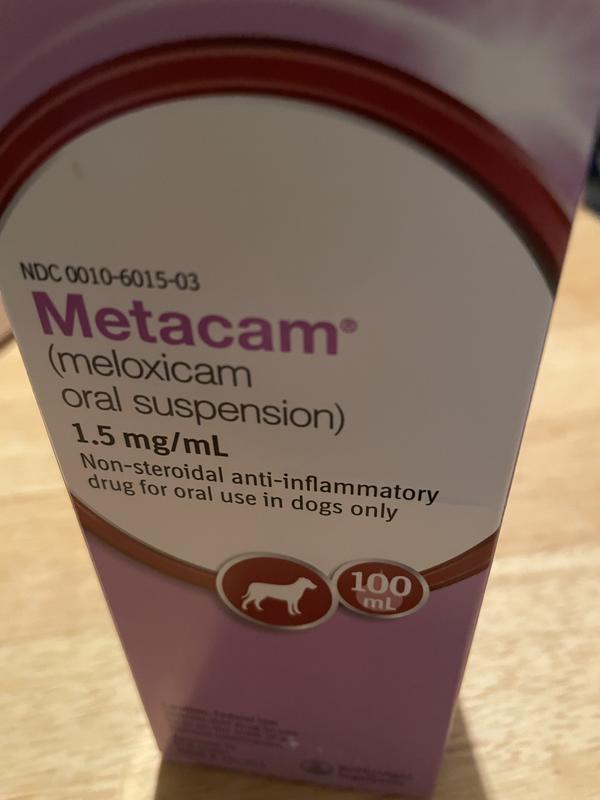 NDC 0010-6015-03
Metacam®
(meloxicam
oral suspension)
1.5 mg/mL
Non-steroidal anti-inflammatory
drug for oral use in dogs only
100
mL